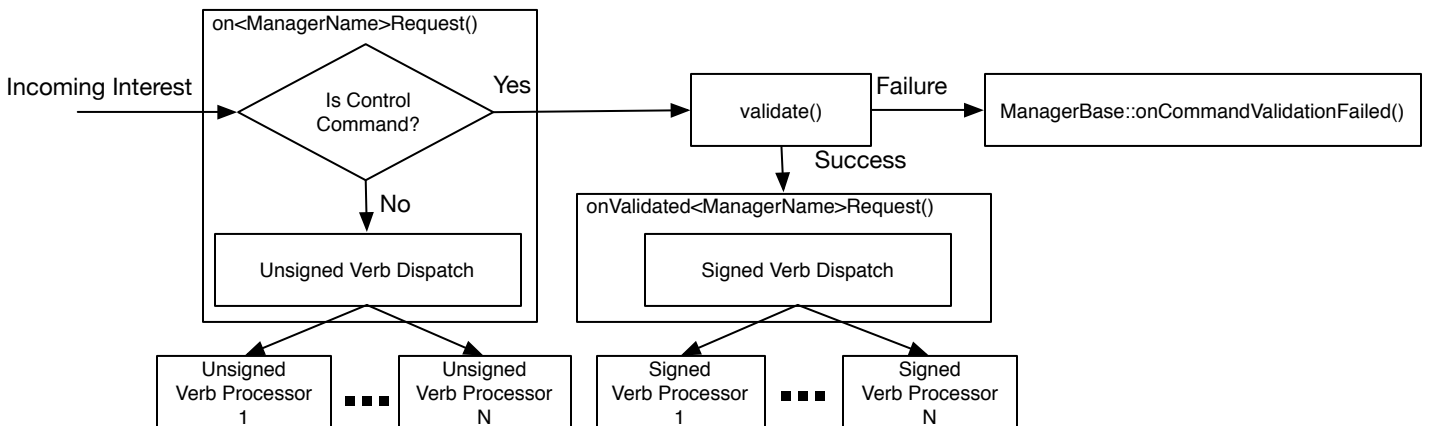 on<ManagerName>Request()
Incoming Interest
Is Control
Command?
Yes
validate()
Failure
ManagerBase::onCommandValidationFailed()
Success
No
onValidated<ManagerName>Request()
Unsigned Verb Dispatch
Signed Verb Dispatch
Unsigned
Verb Processor
1
Unsigned
Verb Processor
N
Signed
Verb Processor
1
Signed
Verb Processor
N